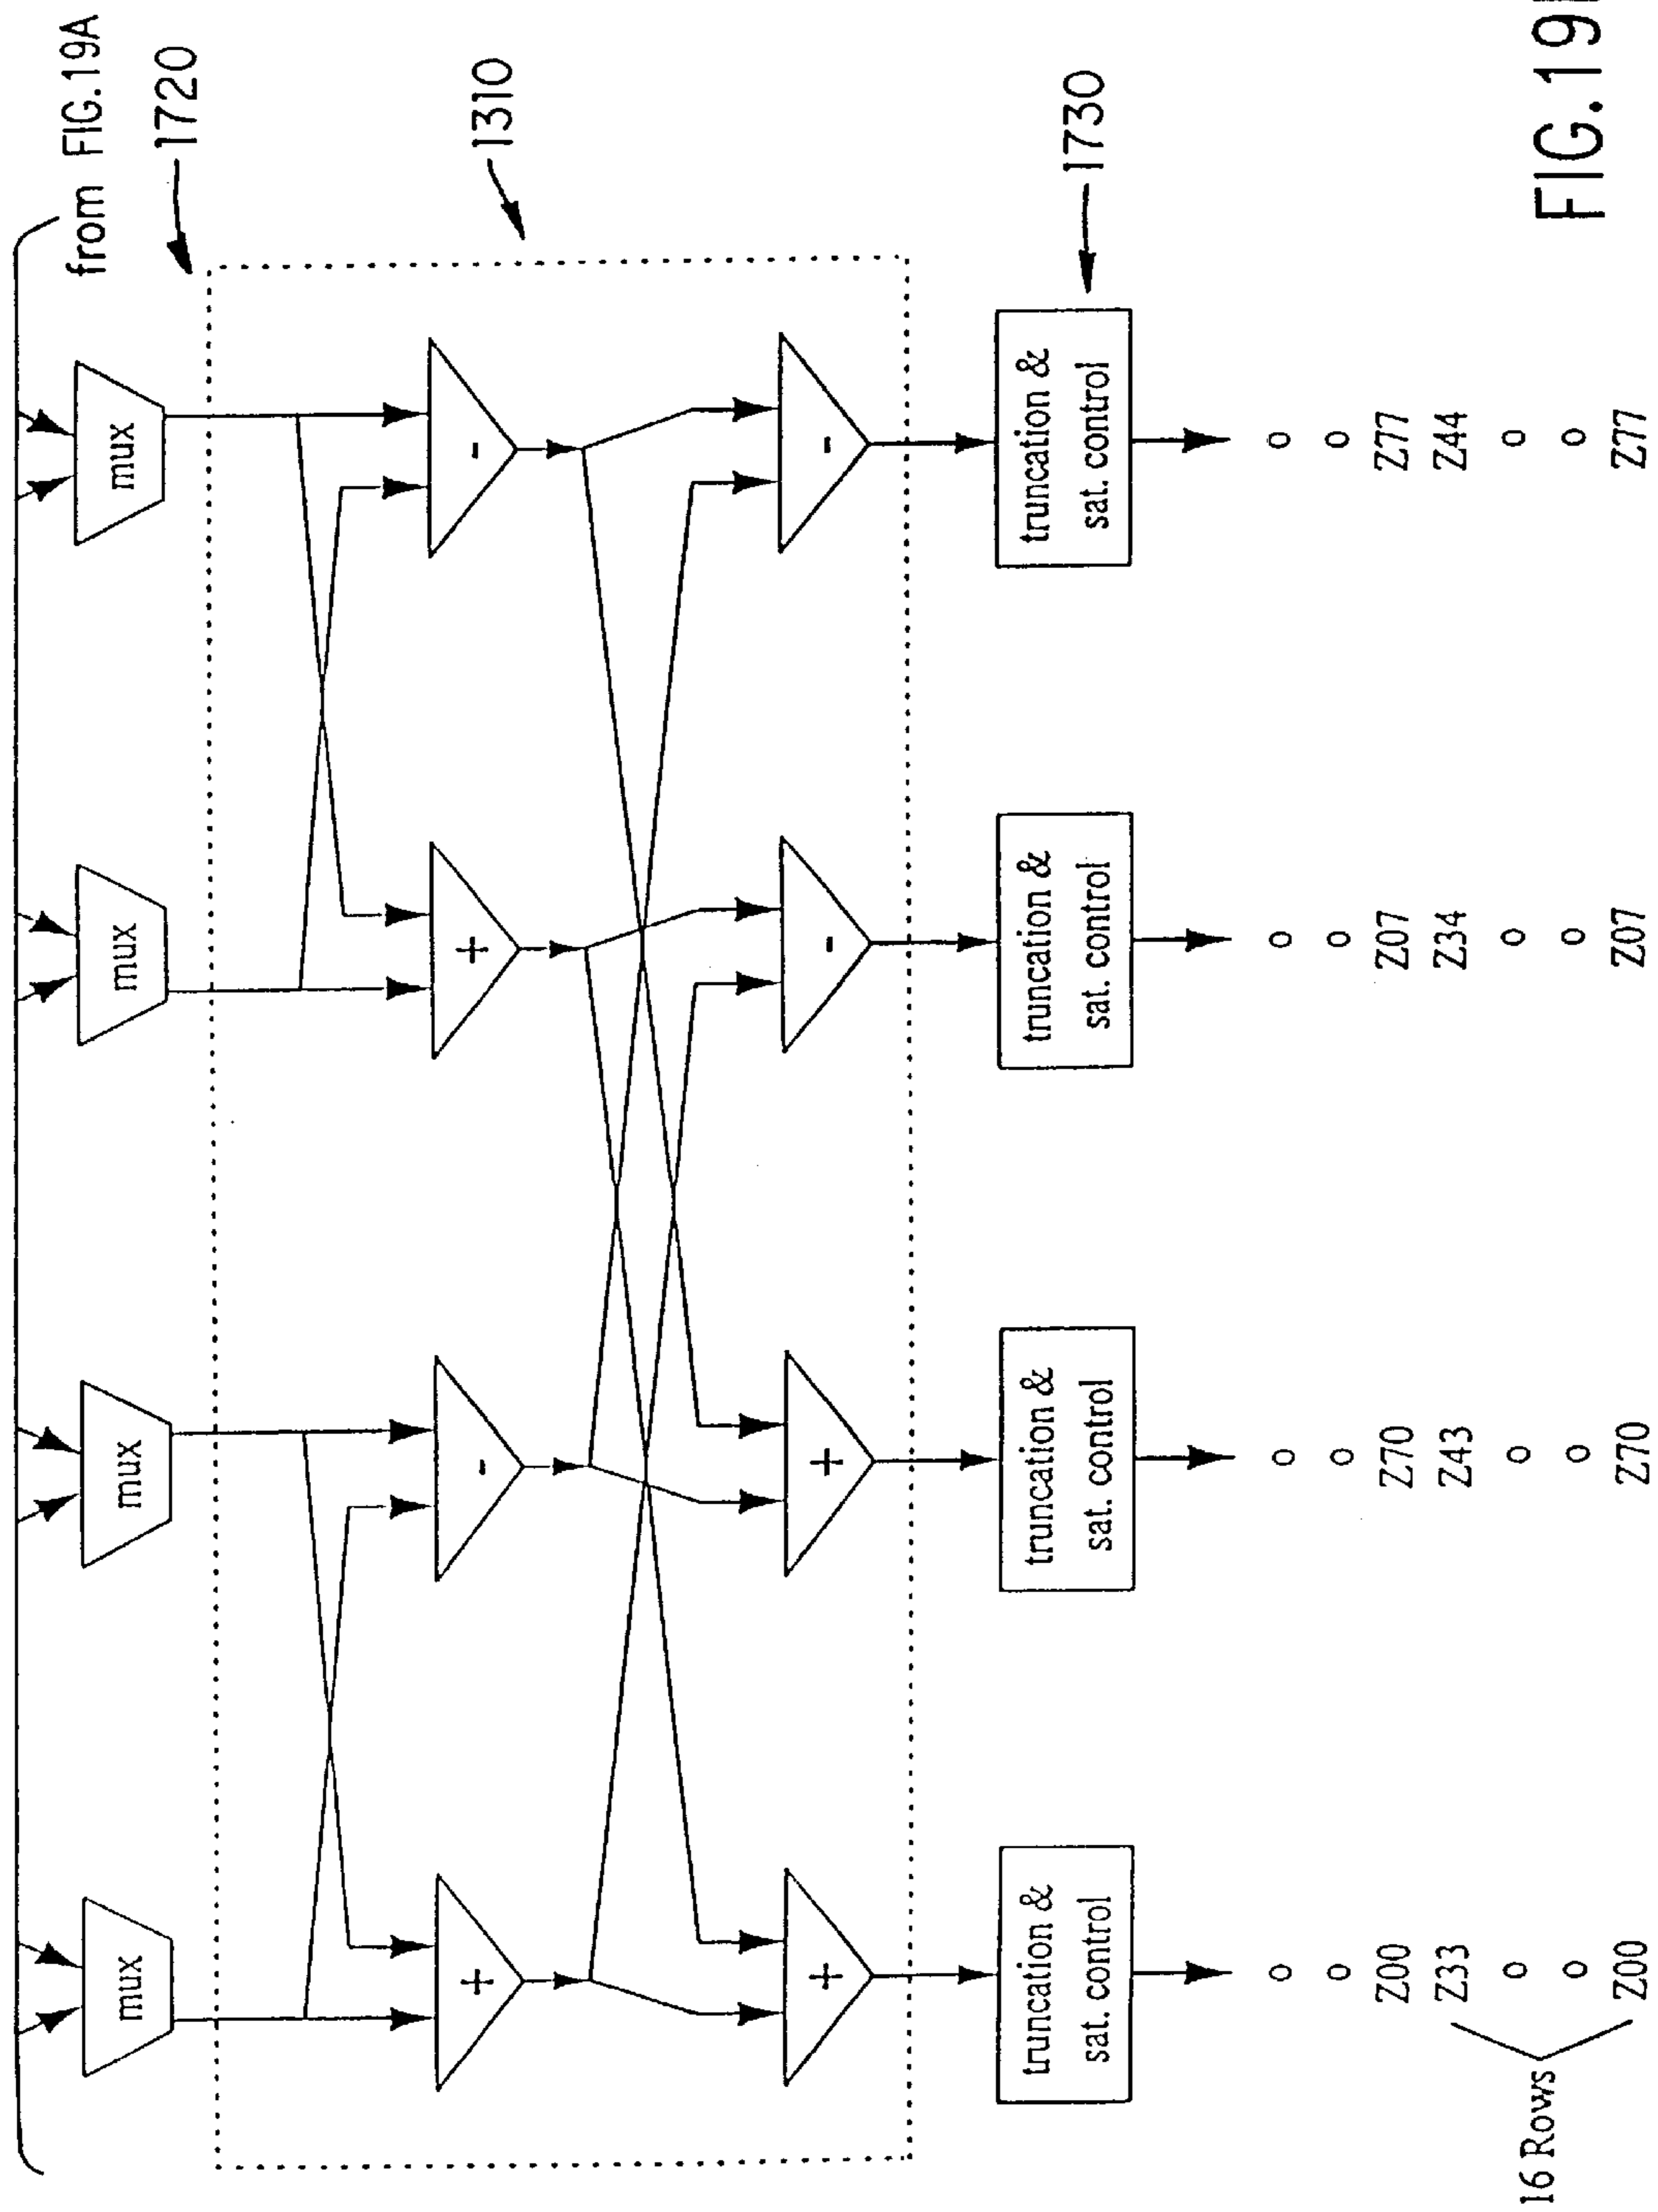 from FIG.19A
mux mux mux mux
1720
+ - + -
1310
+ + - -
truncation & truncation & truncation & truncation &
sat. control sat. control sat. control sat. control
1730
o o o o
o o o o
Z00 Z70 Z07 Z77
Z33 Z43 Z34 Z44
o o o o
16 Rows
o o o o
Z00 Z70 Z07 Z77
FIG.19